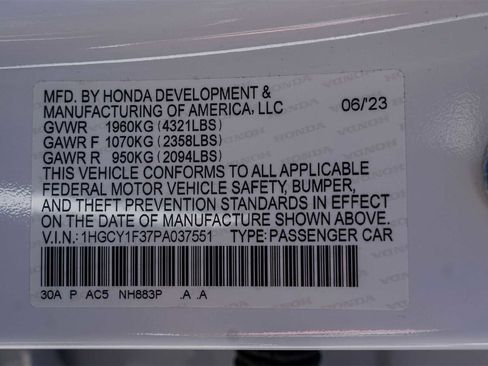 MFD. BY HONDA DEVELOPMENT &
MANUFACTURING OF AMERICA, LLC 06/'23
GVWR 1960KG (4321LBS)
GAWR F 1070KG (2358LBS)
GAWR R 950KG (2094LBS)
THIS VEHICLE CONFORMS TO ALL APPLICABLE
FEDERAL MOTOR VEHICLE SAFETY, BUMPER,
AND THEFT PREVENTION STANDARDS IN EFFECT
ON THE DATE OF MANUFACTURE SHOWN ABOVE.
V.I.N.: 1HGCY1F37PA037551 TYPE: PASSENGER CAR
30A P AC5 NH883P .A .A